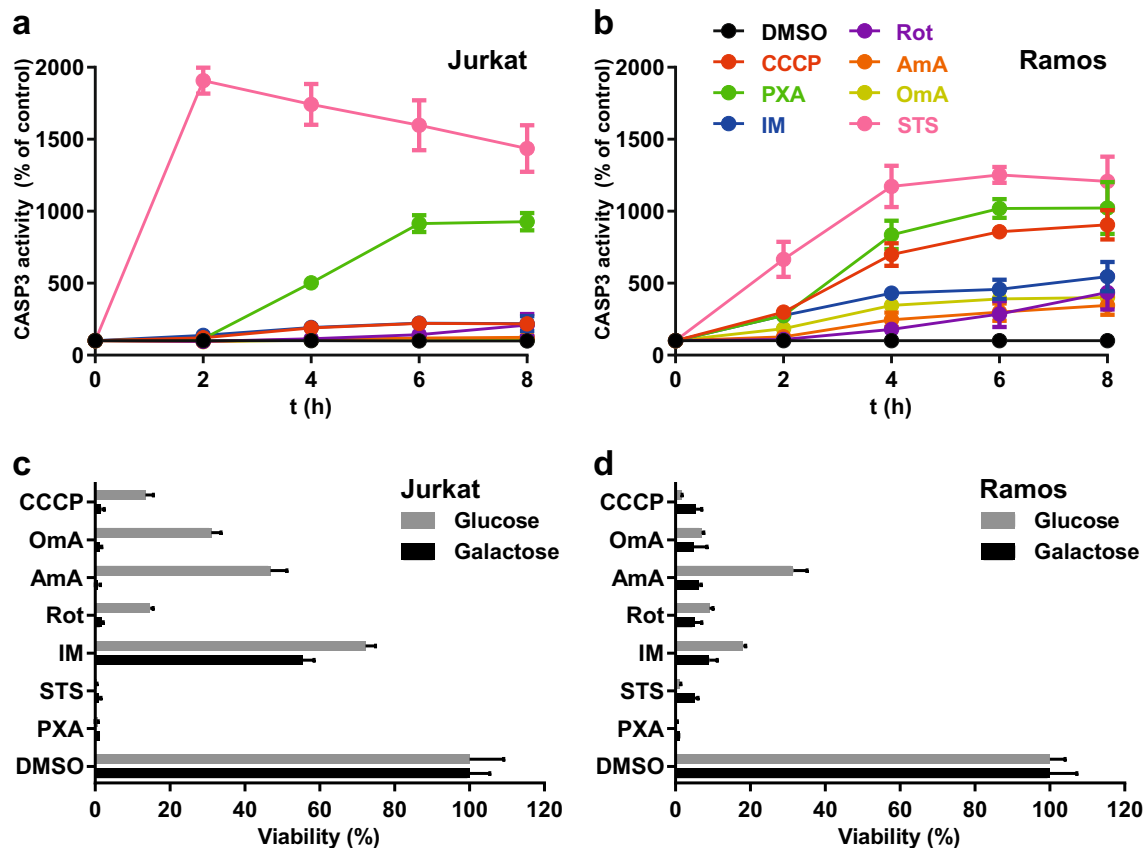 a
Jurkat
CASP3 activity (% of control)
2000
1500
1000
500
0
0 2 4 6 8
t (h)
b
DMSO Rot
CCCP AmA
PXA OmA
IM STS
Ramos
CASP3 activity (% of control)
2000
1500
1000
500
0
0 2 4 6 8
t (h)
c
Jurkat
Glucose
Galactose
CCCP
OmA
AmA
Rot
IM
STS
PXA
DMSO
0 20 40 60 80 100 120
Viability (%)
d
Ramos
Glucose
Galactose
CCCP
OmA
AmA
Rot
IM
STS
PXA
DMSO
0 20 40 60 80 100 120
Viability (%)